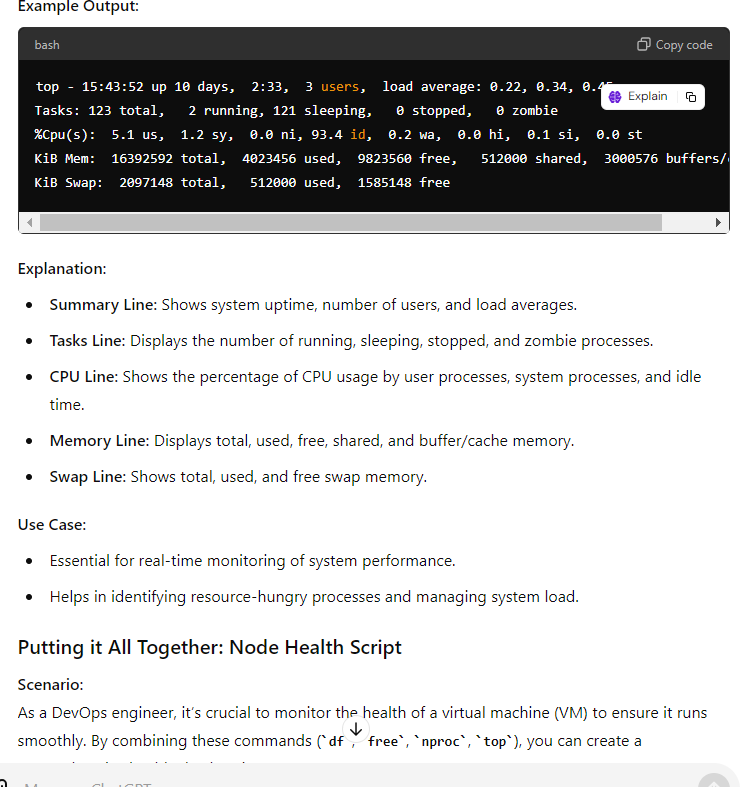 Example Output:
bash
Copy code
top - 15:43:52 up 10 days,  2:33,  3 users,  load average: 0.22, 0.34, 0.45
Explain
Tasks: 123 total,   2 running, 121 sleeping,   0 stopped,   0 zombie
%Cpu(s):  5.1 us,  1.2 sy,  0.0 ni, 93.4 id,  0.2 wa,  0.0 hi,  0.1 si,  0.0 st
KiB Mem:  16392592 total,  4023456 used,  9823560 free,   512000 shared,  3000576 buffers/
KiB Swap:  2097148 total,   512000 used,  1585148 free
Explanation:
• Summary Line: Shows system uptime, number of users, and load averages.
• Tasks Line: Displays the number of running, sleeping, stopped, and zombie processes.
• CPU Line: Shows the percentage of CPU usage by user processes, system processes, and idle
time.
• Memory Line: Displays total, used, free, shared, and buffer/cache memory.
• Swap Line: Shows total, used, and free swap memory.
Use Case:
• Essential for real-time monitoring of system performance.
• Helps in identifying resource-hungry processes and managing system load.
Putting it All Together: Node Health Script
Scenario:
As a DevOps engineer, it's crucial to monitor the health of a virtual machine (VM) to ensure it runs
smoothly. By combining these commands (`df`, `free`, `nproc`, `top`), you can create a